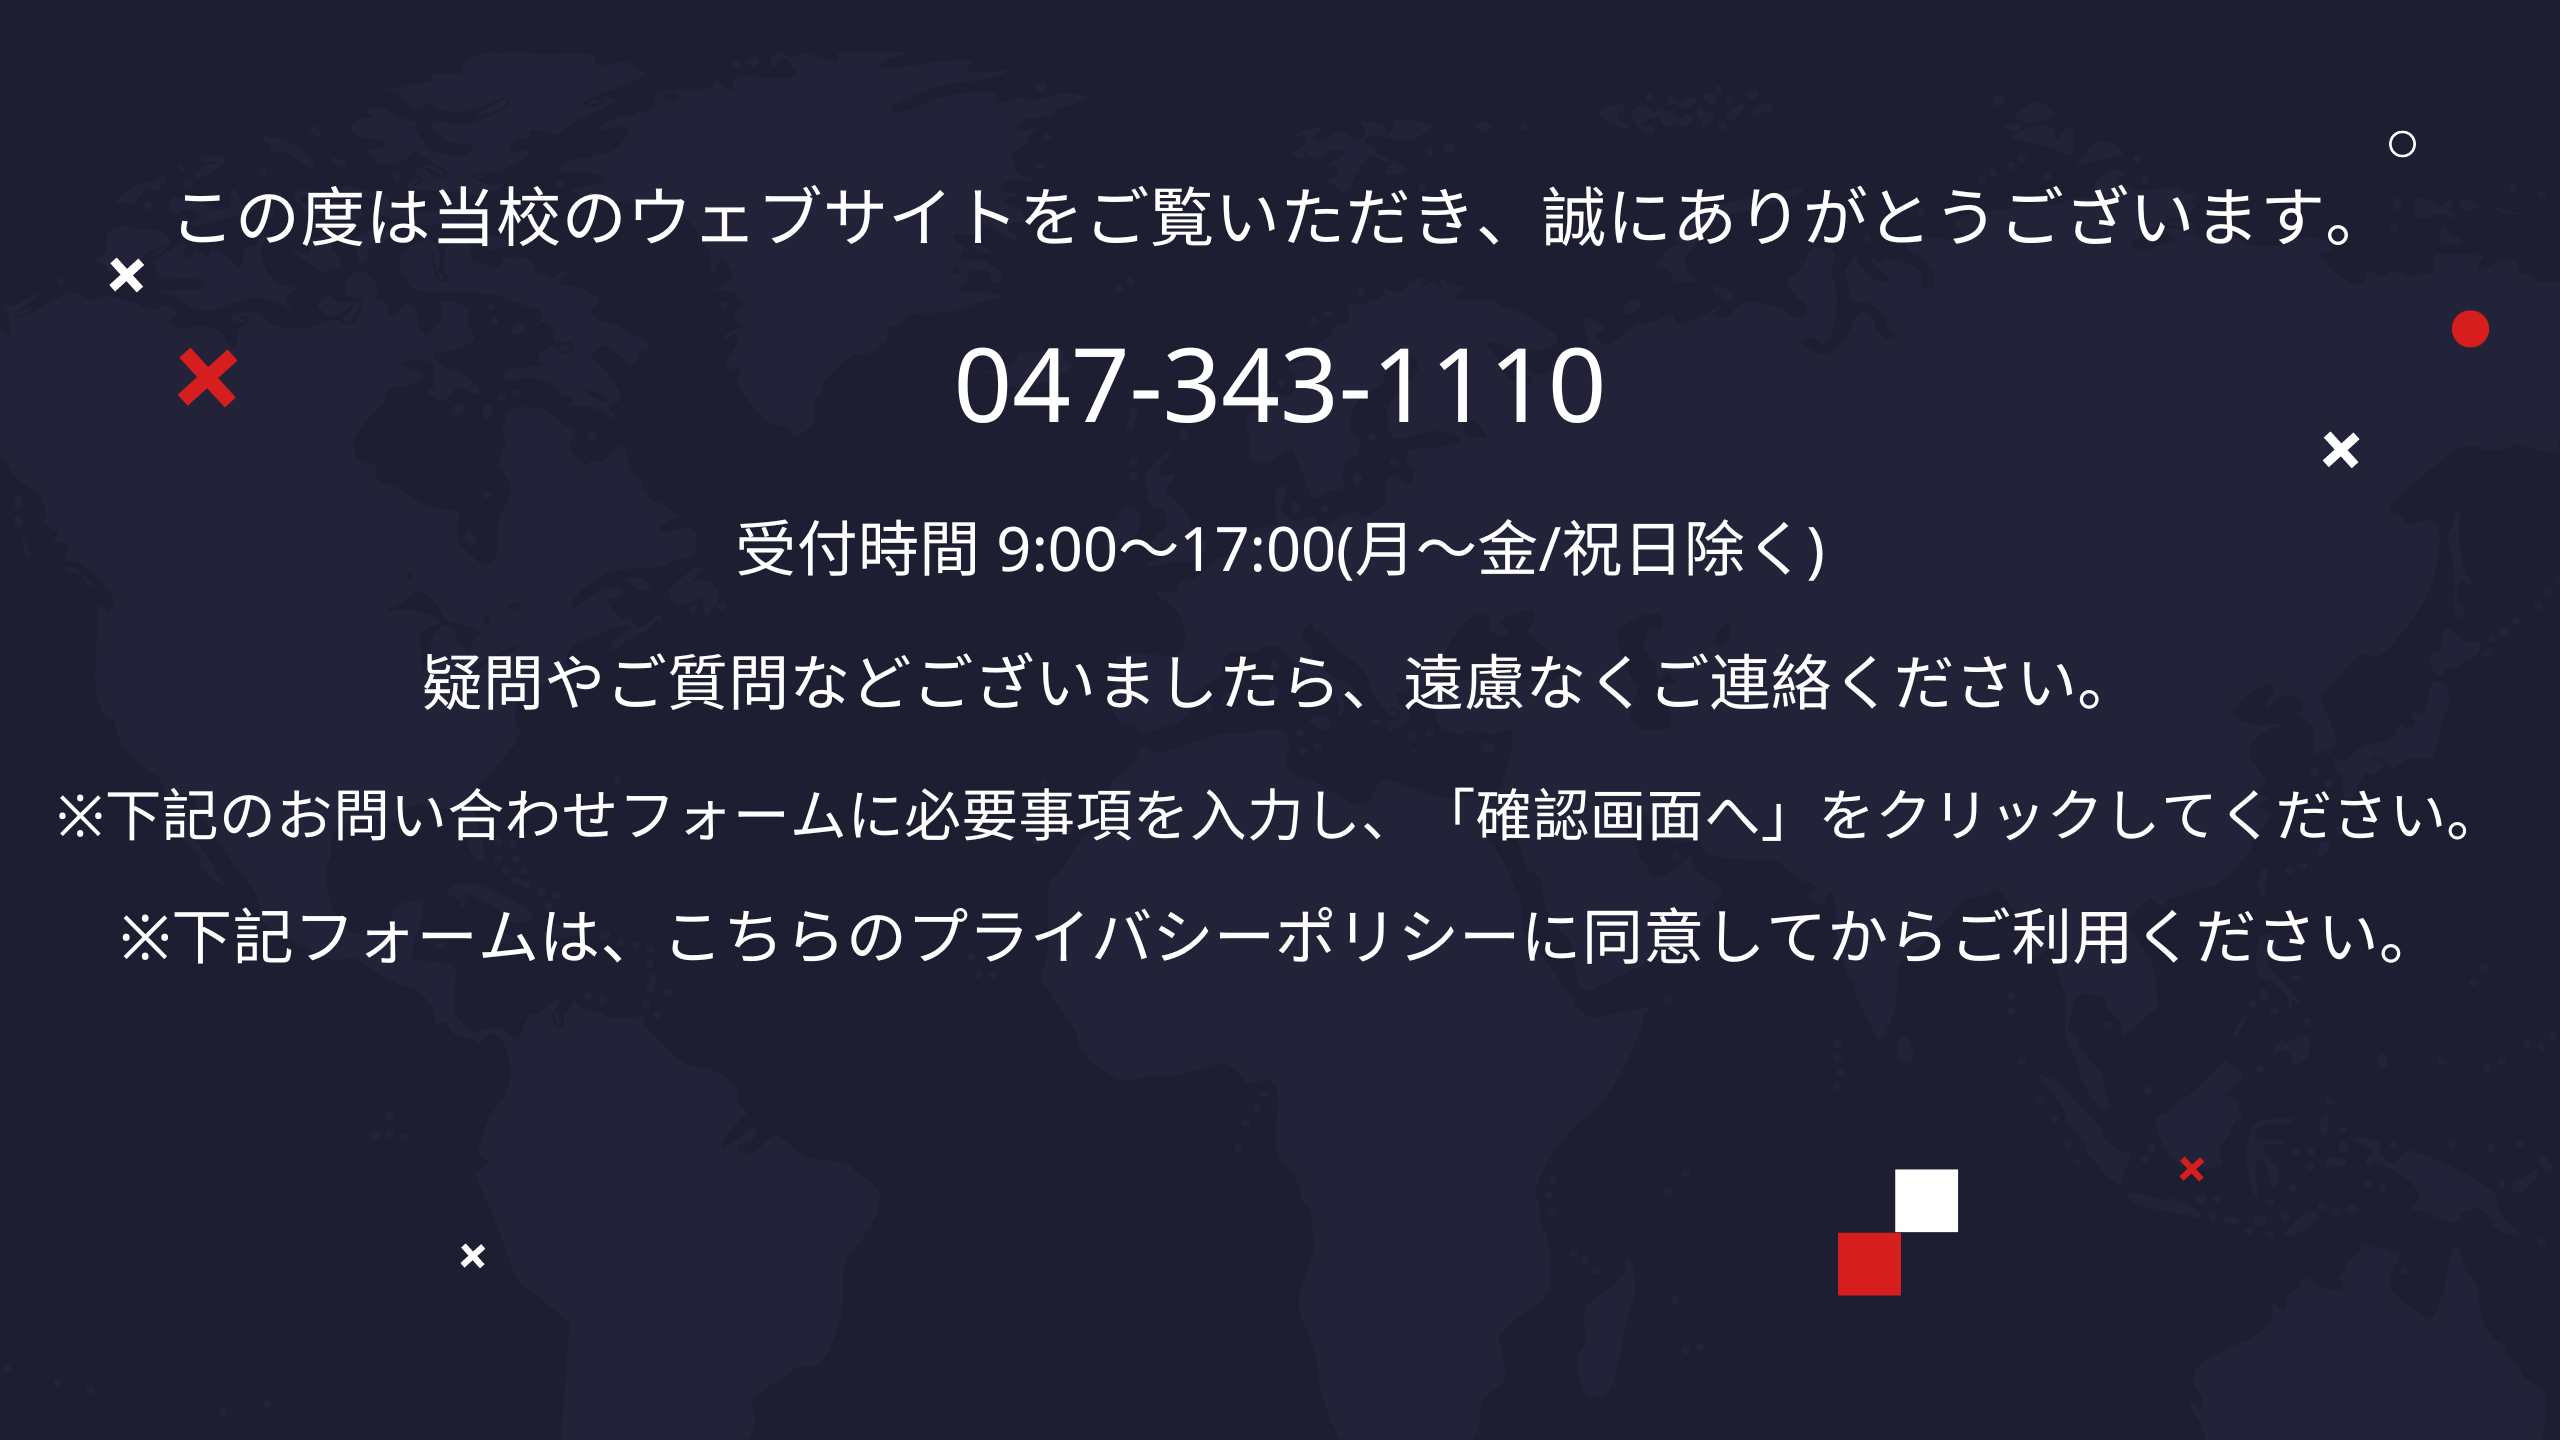 この度は当校のウェブサイトをご覧いただき、誠にありがとうございます。
047-343-1110
受付時間 9:00〜17:00(月〜金/祝日除く)
疑問やご質問などございましたら、遠慮なくご連絡ください。
※下記のお問い合わせフォームに必要事項を入力し、「確認画面へ」をクリックしてください。
※下記フォームは、こちらのプライバシーポリシーに同意してからご利用ください。